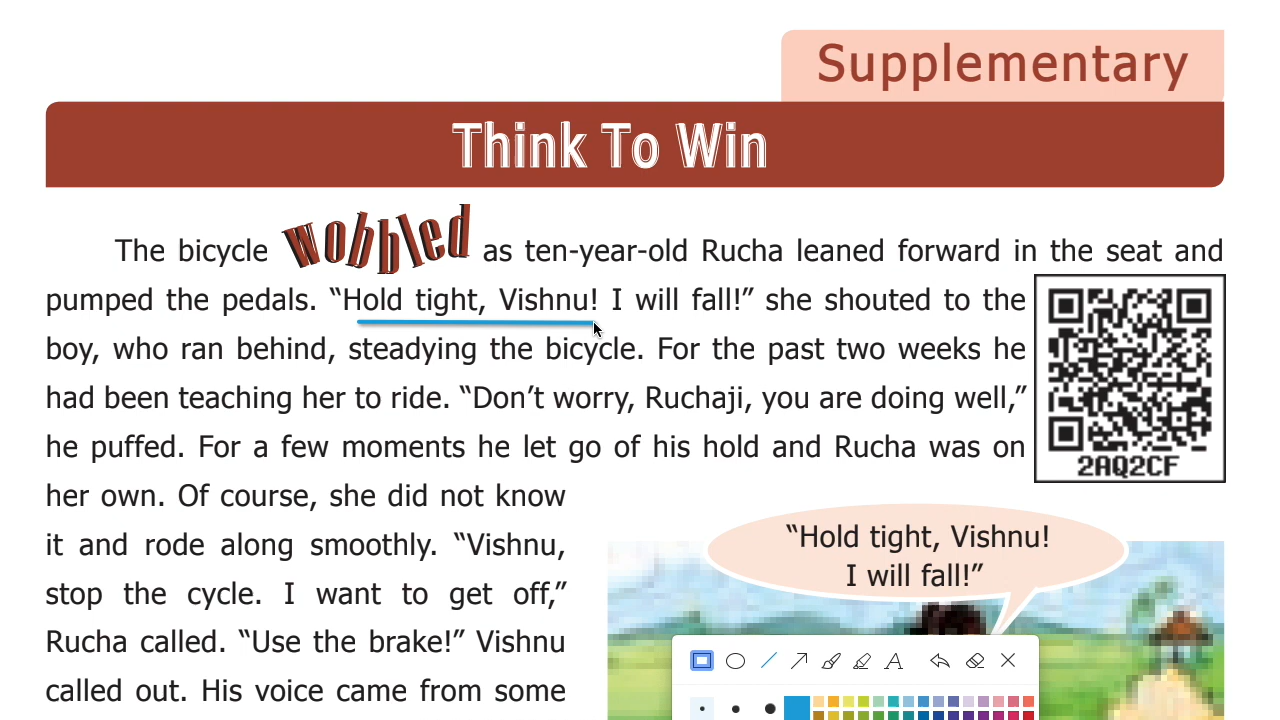 Supplementary
Think To Win
The bicycle wobbled as ten-year-old Rucha leaned forward in the seat and
pumped the pedals. “Hold tight, Vishnu! I will fall!” she shouted to the
boy, who ran behind, steadying the bicycle. For the past two weeks he
had been teaching her to ride. “Don’t worry, Ruchaji, you are doing well,”
he puffed. For a few moments he let go of his hold and Rucha was on
2AQ2CF
her own. Of course, she did not know
it and rode along smoothly. “Vishnu,
stop the cycle. I want to get off,”
Rucha called. “Use the brake!” Vishnu
called out. His voice came from some
“Hold tight, Vishnu!
I will fall!”
A